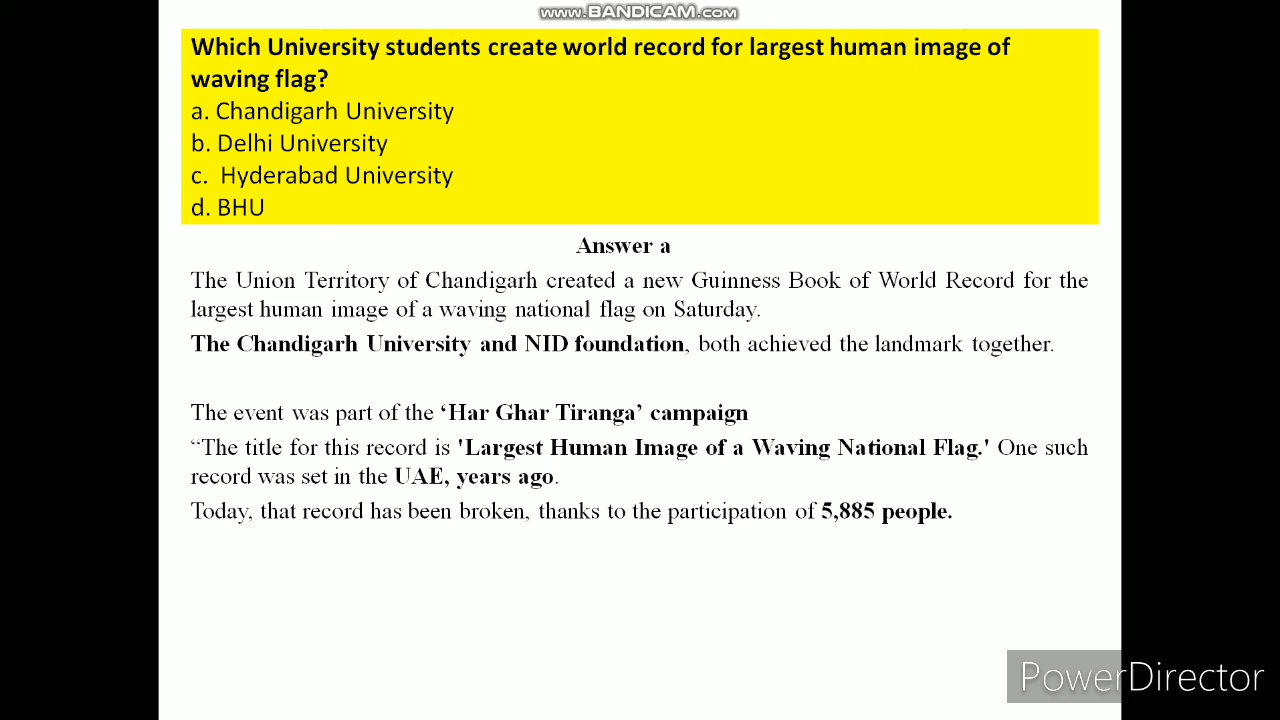 www.BANDICAM.com
Which University students create world record for largest human image of
waving flag?
a. Chandigarh University
b. Delhi University
c. Hyderabad University
d. BHU
Answer a
The Union Territory of Chandigarh created a new Guinness Book of World Record for the
largest human image of a waving national flag on Saturday.
The Chandigarh University and NID foundation, both achieved the landmark together.
The event was part of the ‘Har Ghar Tiranga’ campaign
“The title for this record is 'Largest Human Image of a Waving National Flag.' One such
record was set in the UAE, years ago.
Today, that record has been broken, thanks to the participation of 5,885 people.
PowerDirector